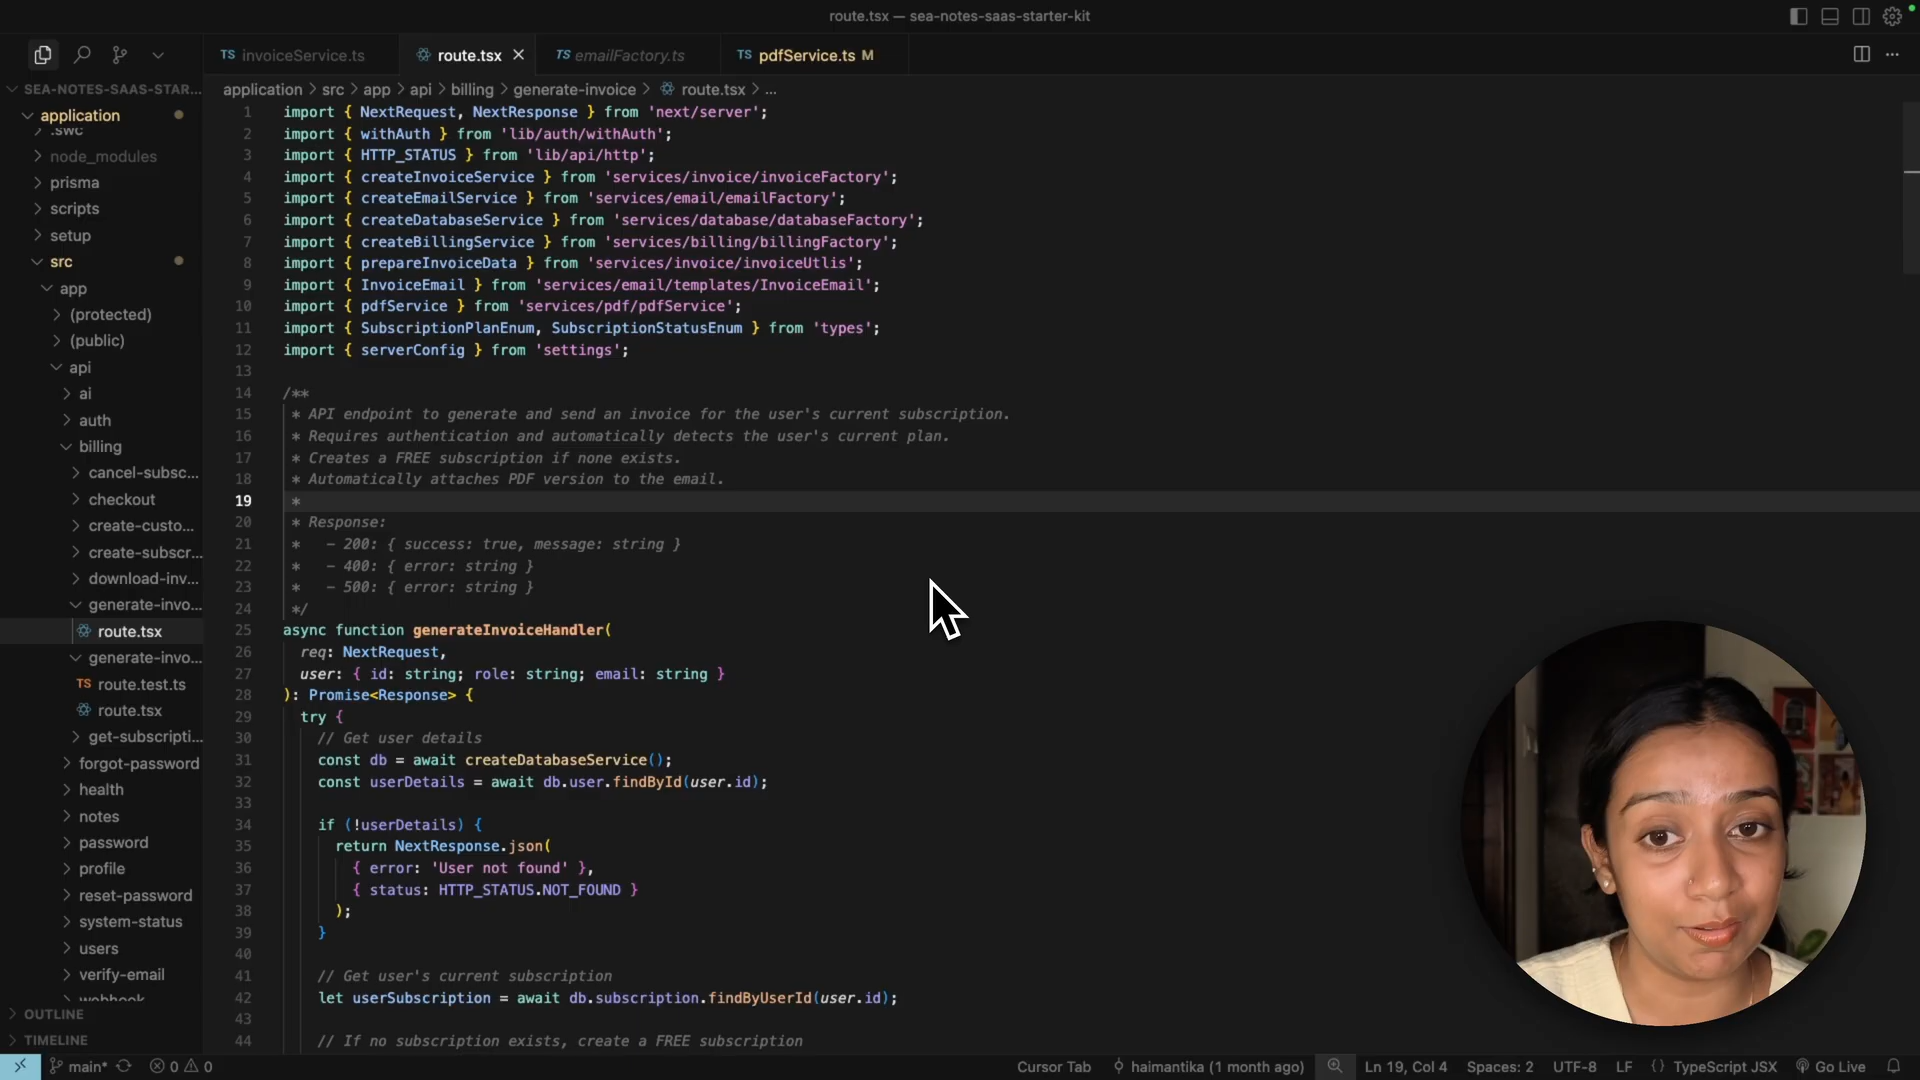 route.tsx — sea-notes-saas-starter-kit
TS invoiceService.ts
route.tsx
TS emailFactory.ts
TS pdfService.ts M
SEA-NOTES-SAAS-STAR...
application
.swc
node_modules
prisma
scripts
setup
src
app
(protected)
(public)
api
ai
auth
billing
cancel-subsc...
checkout
create-custo...
create-subscr...
download-inv...
generate-invo...
route.tsx
generate-invo...
TS route.test.ts
route.tsx
get-subscripti...
forgot-password
health
notes
password
profile
reset-password
system-status
users
verify-email
webhook
OUTLINE
TIMELINE
application > src > app > api > billing > generate-invoice > route.tsx > ...
1 import { NextRequest, NextResponse } from 'next/server';
2 import { withAuth } from 'lib/auth/withAuth';
3 import { HTTP_STATUS } from 'lib/api/http';
4 import { createInvoiceService } from 'services/invoice/invoiceFactory';
5 import { createEmailService } from 'services/email/emailFactory';
6 import { createDatabaseService } from 'services/database/databaseFactory';
7 import { createBillingService } from 'services/billing/billingFactory';
8 import { prepareInvoiceData } from 'services/invoice/invoiceUtlis';
9 import { InvoiceEmail } from 'services/email/templates/InvoiceEmail';
10 import { pdfService } from 'services/pdf/pdfService';
11 import { SubscriptionPlanEnum, SubscriptionStatusEnum } from 'types';
12 import { serverConfig } from 'settings';
13
14 /**
15 * API endpoint to generate and send an invoice for the user's current subscription.
16 * Requires authentication and automatically detects the user's current plan.
17 * Creates a FREE subscription if none exists.
18 * Automatically attaches PDF version to the email.
19 *
20 * Response:
21 * - 200: { success: true, message: string }
22 * - 400: { error: string }
23 * - 500: { error: string }
24 */
25 async function generateInvoiceHandler(
26 req: NextRequest,
27 user: { id: string; role: string; email: string }
28 ): Promise<Response> {
29 try {
30 // Get user details
31 const db = await createDatabaseService();
32 const userDetails = await db.user.findById(user.id);
33
34 if (!userDetails) {
35 return NextResponse.json(
36 { error: 'User not found' },
37 { status: HTTP_STATUS.NOT_FOUND }
38 );
39 }
40
41 // Get user's current subscription
42 let userSubscription = await db.subscription.findByUserId(user.id);
43
44 // If no subscription exists, create a FREE subscription
main* 0 0 Cursor Tab haimantika (1 month ago) Ln 19, Col 4 Spaces: 2 UTF-8 LF {} TypeScript JSX Go Live